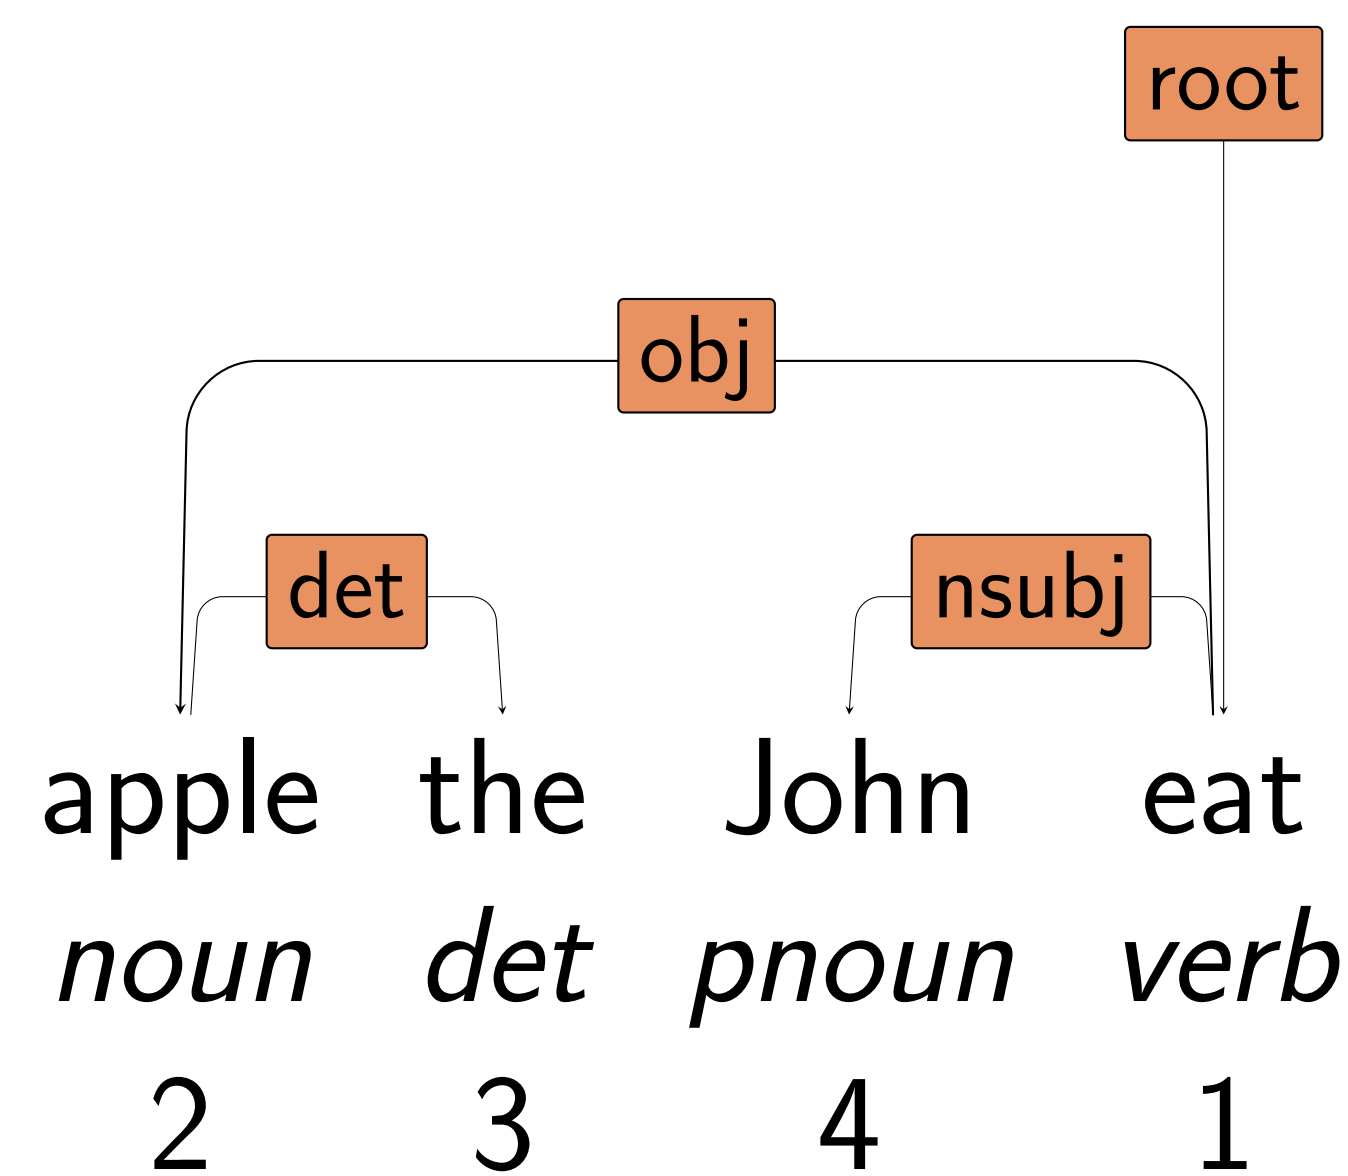 root
obj
det nsubj
apple the John eat
noun det pnoun verb
2 3 4 1